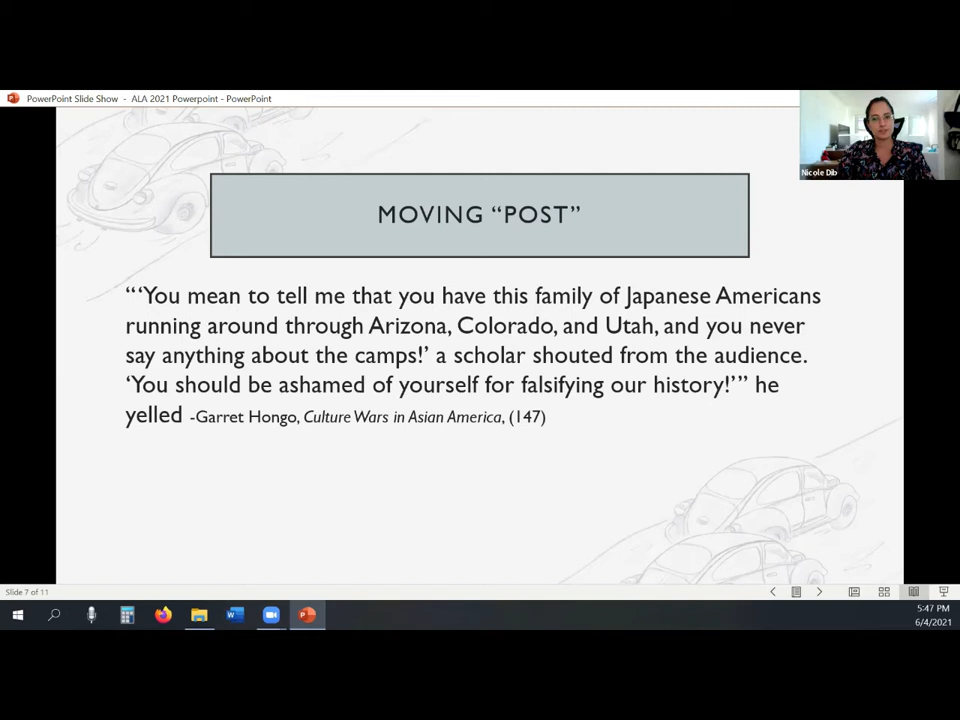 PowerPoint Slide Show - ALA 2021 Powerpoint - PowerPoint
Nicole Dib
MOVING “POST”
“‘You mean to tell me that you have this family of Japanese Americans
running around through Arizona, Colorado, and Utah, and you never
say anything about the camps!’ a scholar shouted from the audience.
‘You should be ashamed of yourself for falsifying our history!’” he
yelled -Garret Hongo, Culture Wars in Asian America, (147)
Slide 7 of 11
5:47 PM
6/4/2021